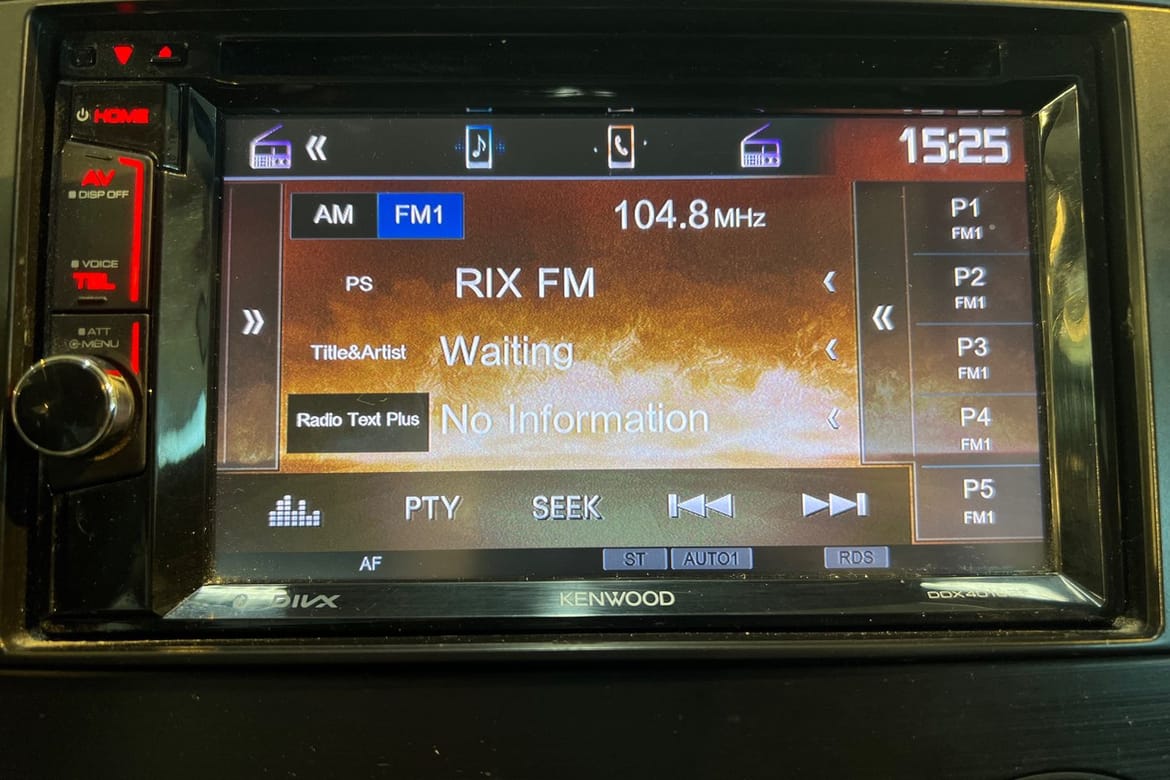 HOME
AV
DISP OFF
VOICE
TEL
ATT
MENU
15:25
AM FM1 104.8 MHz
PS RIX FM
Title&Artist Waiting
Radio Text Plus No Information
P1
FM1
P2
FM1
P3
FM1
P4
FM1
P5
FM1
PTY SEEK
AF ST AUTO1 RDS
DIVX KENWOOD